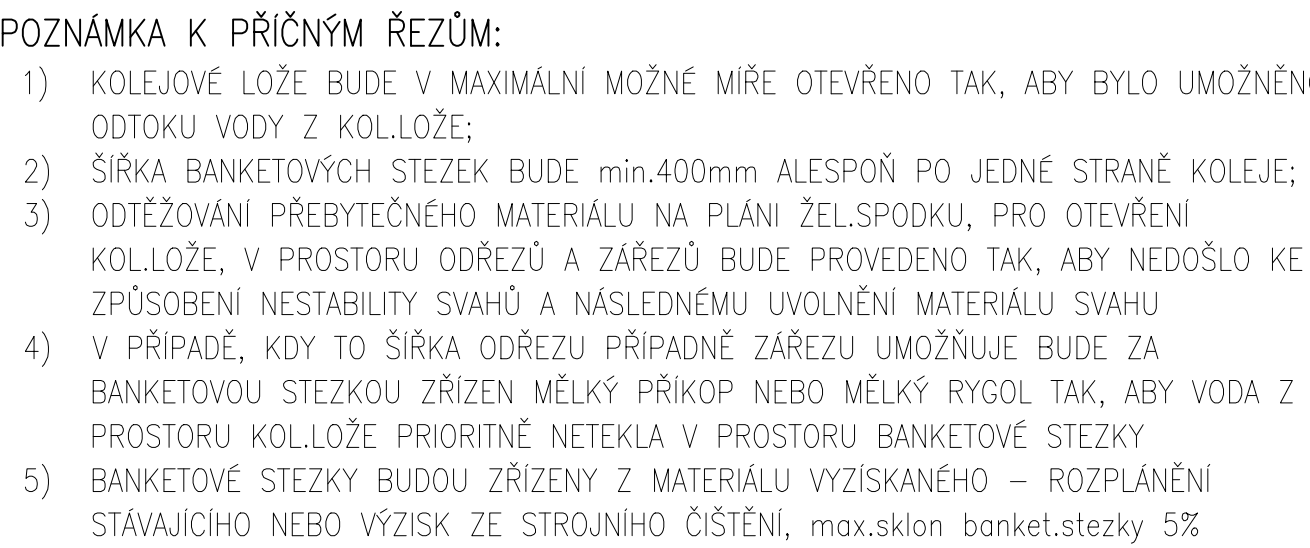 POZNÁMKA K PŘÍČNÝM ŘEZŮM:
1) KOLEJOVÉ LOŽE BUDE V MAXIMÁLNÍ MOŽNÉ MÍŘE OTEVŘENO TAK, ABY BYLO UMOŽNĚNO
ODTOKU VODY Z KOL.LOŽE;
2) ŠÍŘKA BANKETOVÝCH STEZEK BUDE min.400mm ALESPOŇ PO JEDNÉ STRANĚ KOLEJE;
3) ODTĚŽOVÁNÍ PŘEBYTEČNÉHO MATERIÁLU NA PLÁNI ŽEL.SPODKU, PRO OTEVŘENÍ
KOL.LOŽE, V PROSTORU ODŘEZŮ A ZÁŘEZŮ BUDE PROVEDENO TAK, ABY NEDOŠLO KE
ZPŮSOBENÍ NESTABILITY SVAHŮ A NÁSLEDNÉMU UVOLNĚNÍ MATERIÁLU SVAHU
4) V PŘÍPADĚ, KDY TO ŠÍŘKA ODŘEZU PŘÍPADNĚ ZÁŘEZU UMOŽŇUJE BUDE ZA
BANKETOVOU STEZKOU ZŘÍZEN MĚLKÝ PŘÍKOP NEBO MĚLKÝ RYGOL TAK, ABY VODA Z
PROSTORU KOL.LOŽE PRIORITNĚ NETEKLA V PROSTORU BANKETOVÉ STEZKY
5) BANKETOVÉ STEZKY BUDOU ZŘÍZENY Z MATERIÁLU VYZÍSKANÉHO – ROZPLÁNĚNÍ
STÁVAJÍCÍHO NEBO VÝZISK ZE STROJNÍHO ČIŠTĚNÍ, max.sklon banket.stezky 5%